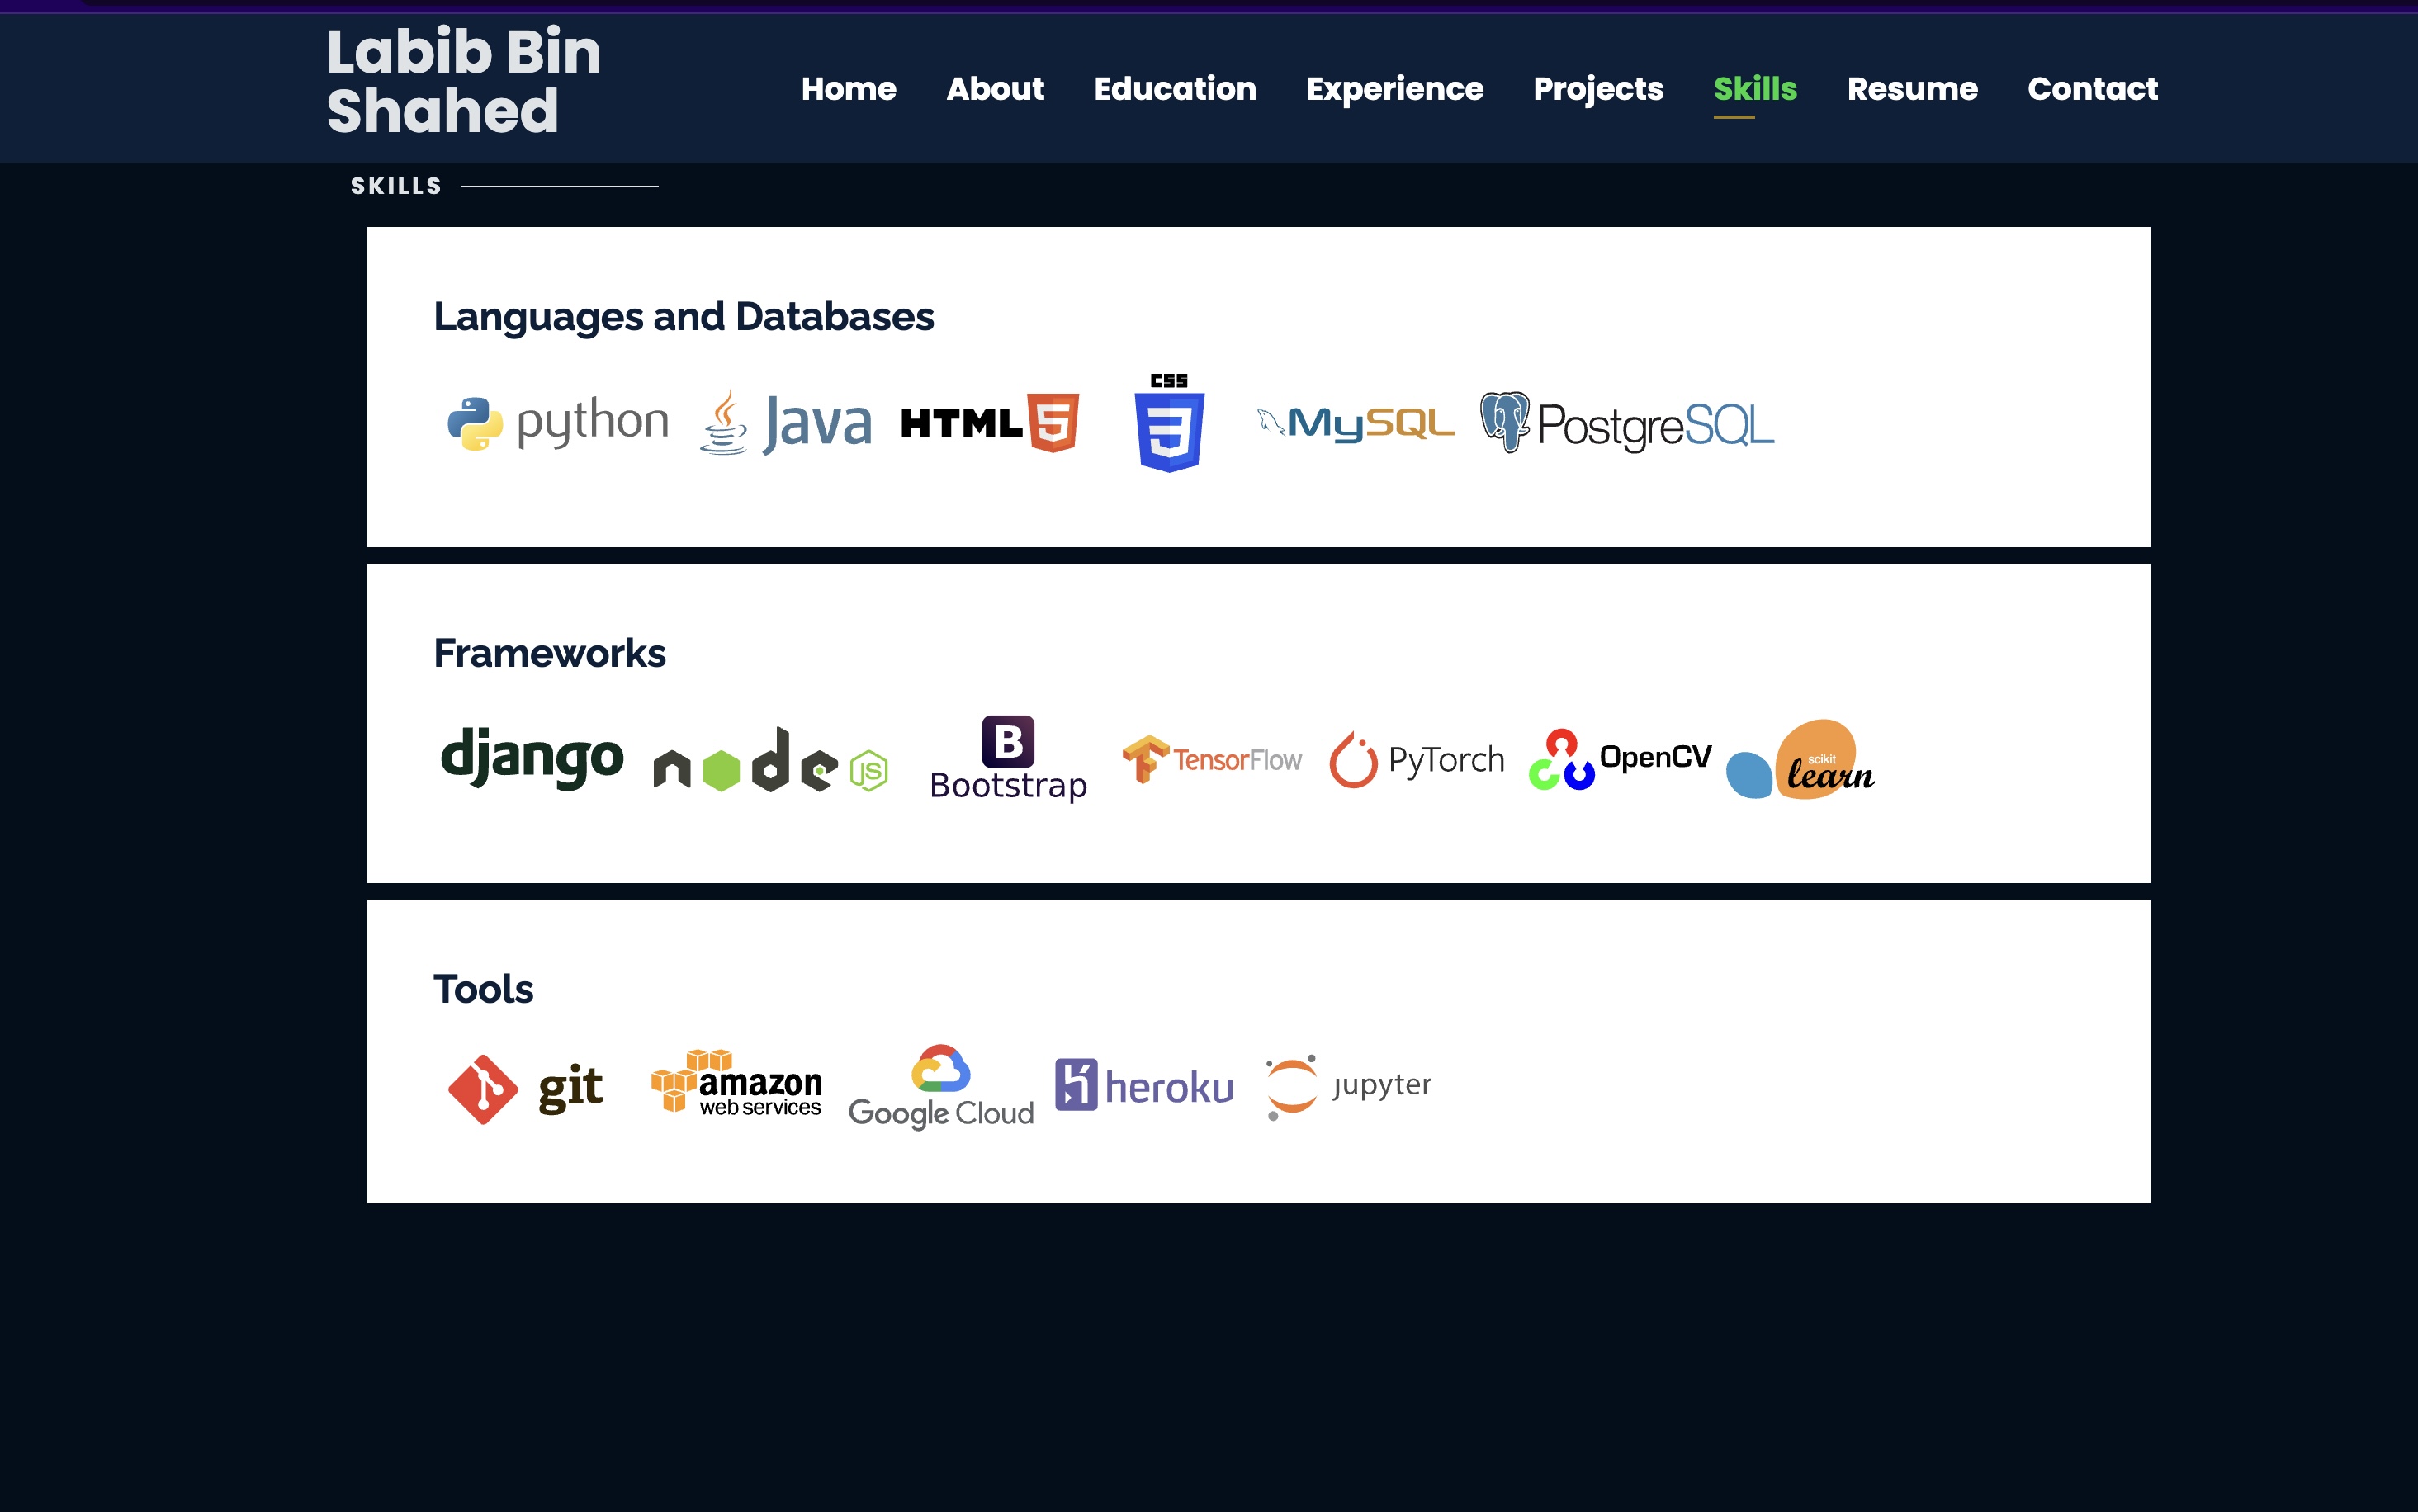 Labib Bin
Shahed
Home About Education Experience Projects Skills Resume Contact
SKILLS
Languages and Databases
python Java HTML 5 CSS 3 MySQL PostgreSQL
Frameworks
django node JS B Bootstrap TensorFlow PyTorch OpenCV scikit learn
Tools
git amazon web services Google Cloud heroku jupyter